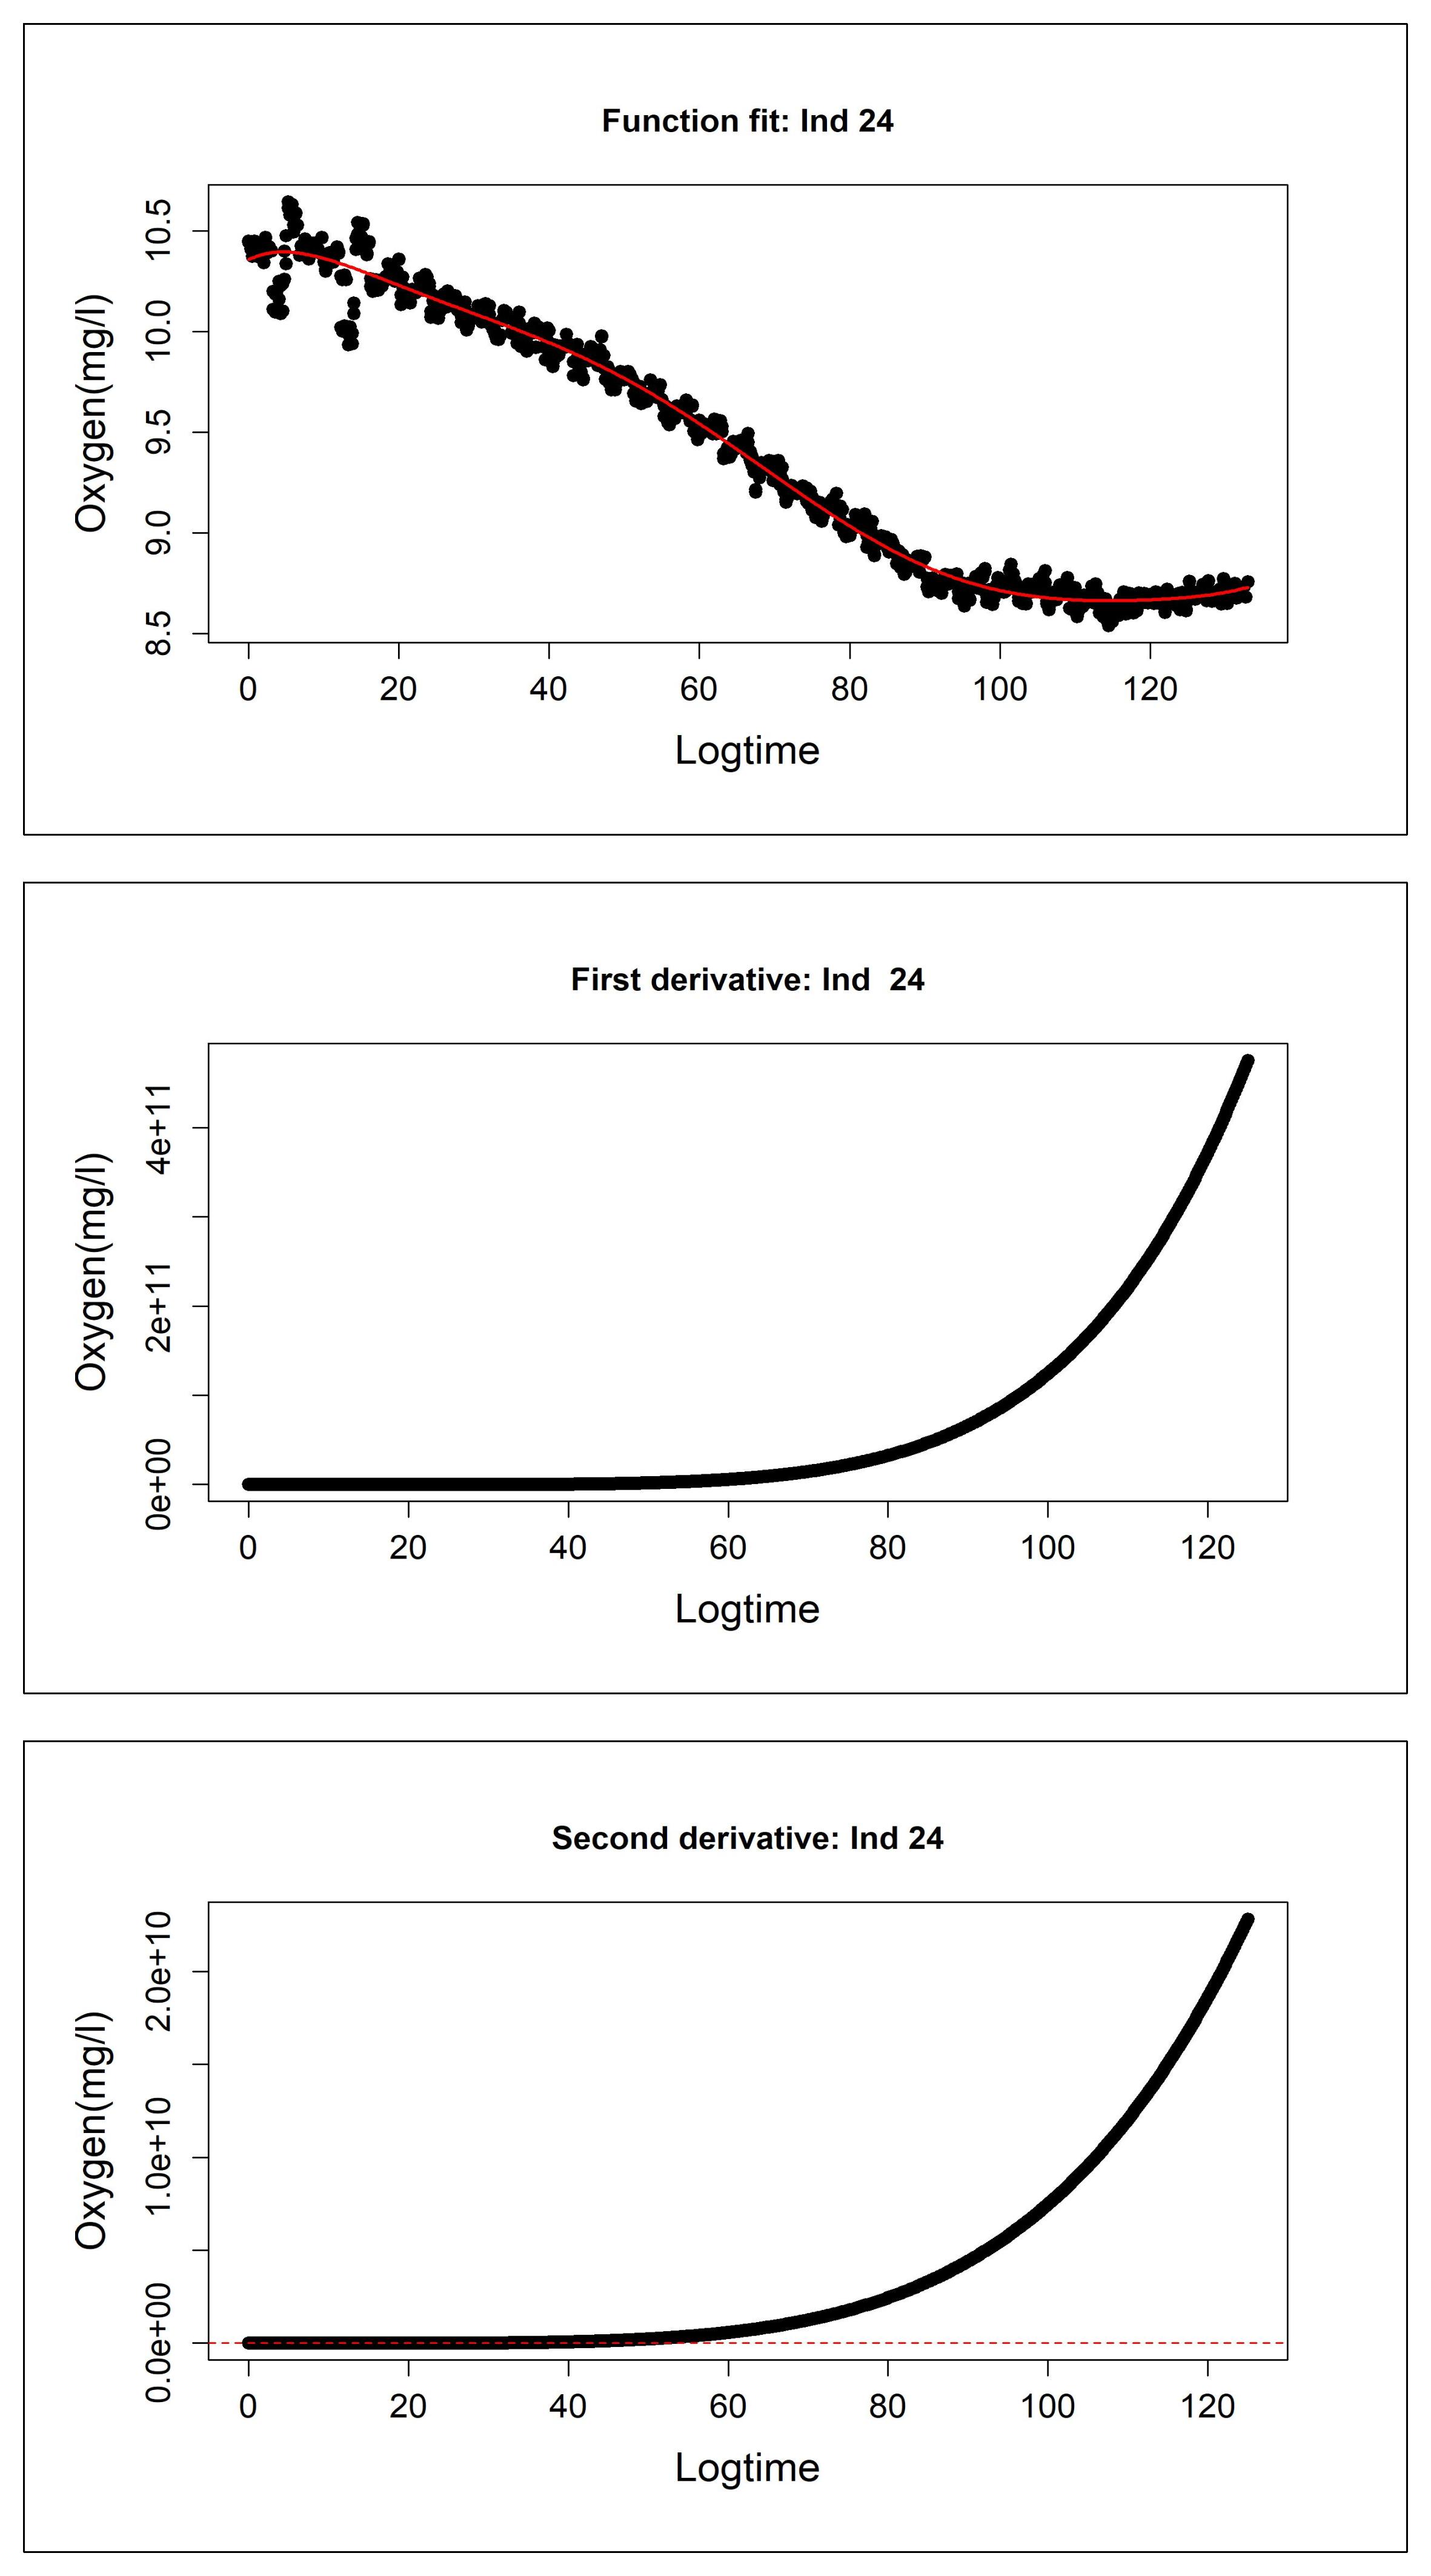 Function fit: Ind 24
Oxygen(mg/l)
10.5
10.0
9.5
9.0
8.5
0 20 40 60 80 100 120
Logtime
First derivative: Ind  24
Oxygen(mg/l)
4e+11
2e+11
0e+00
0 20 40 60 80 100 120
Logtime
Second derivative: Ind 24
Oxygen(mg/l)
2.0e+10
1.0e+10
0.0e+00
0 20 40 60 80 100 120
Logtime